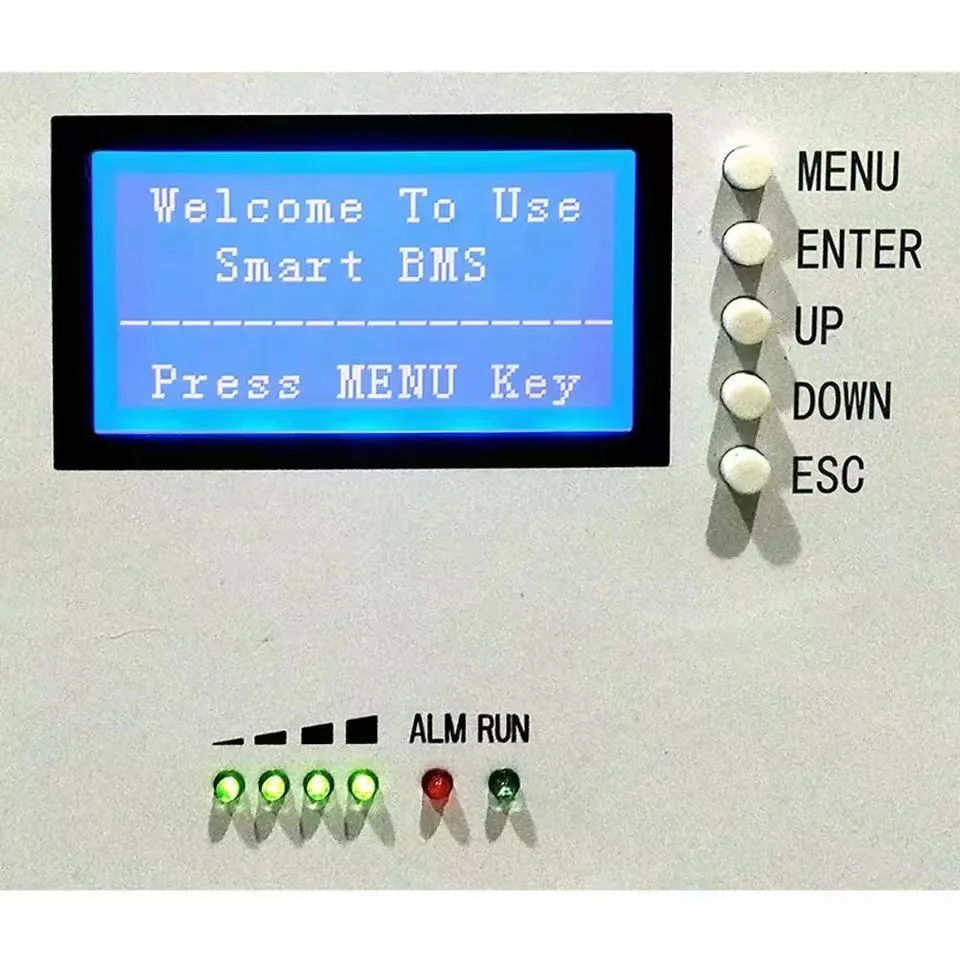 Welcome To Use
Smart BMS
----------------
Press MENU Key
MENU
ENTER
UP
DOWN
ESC
ALM RUN